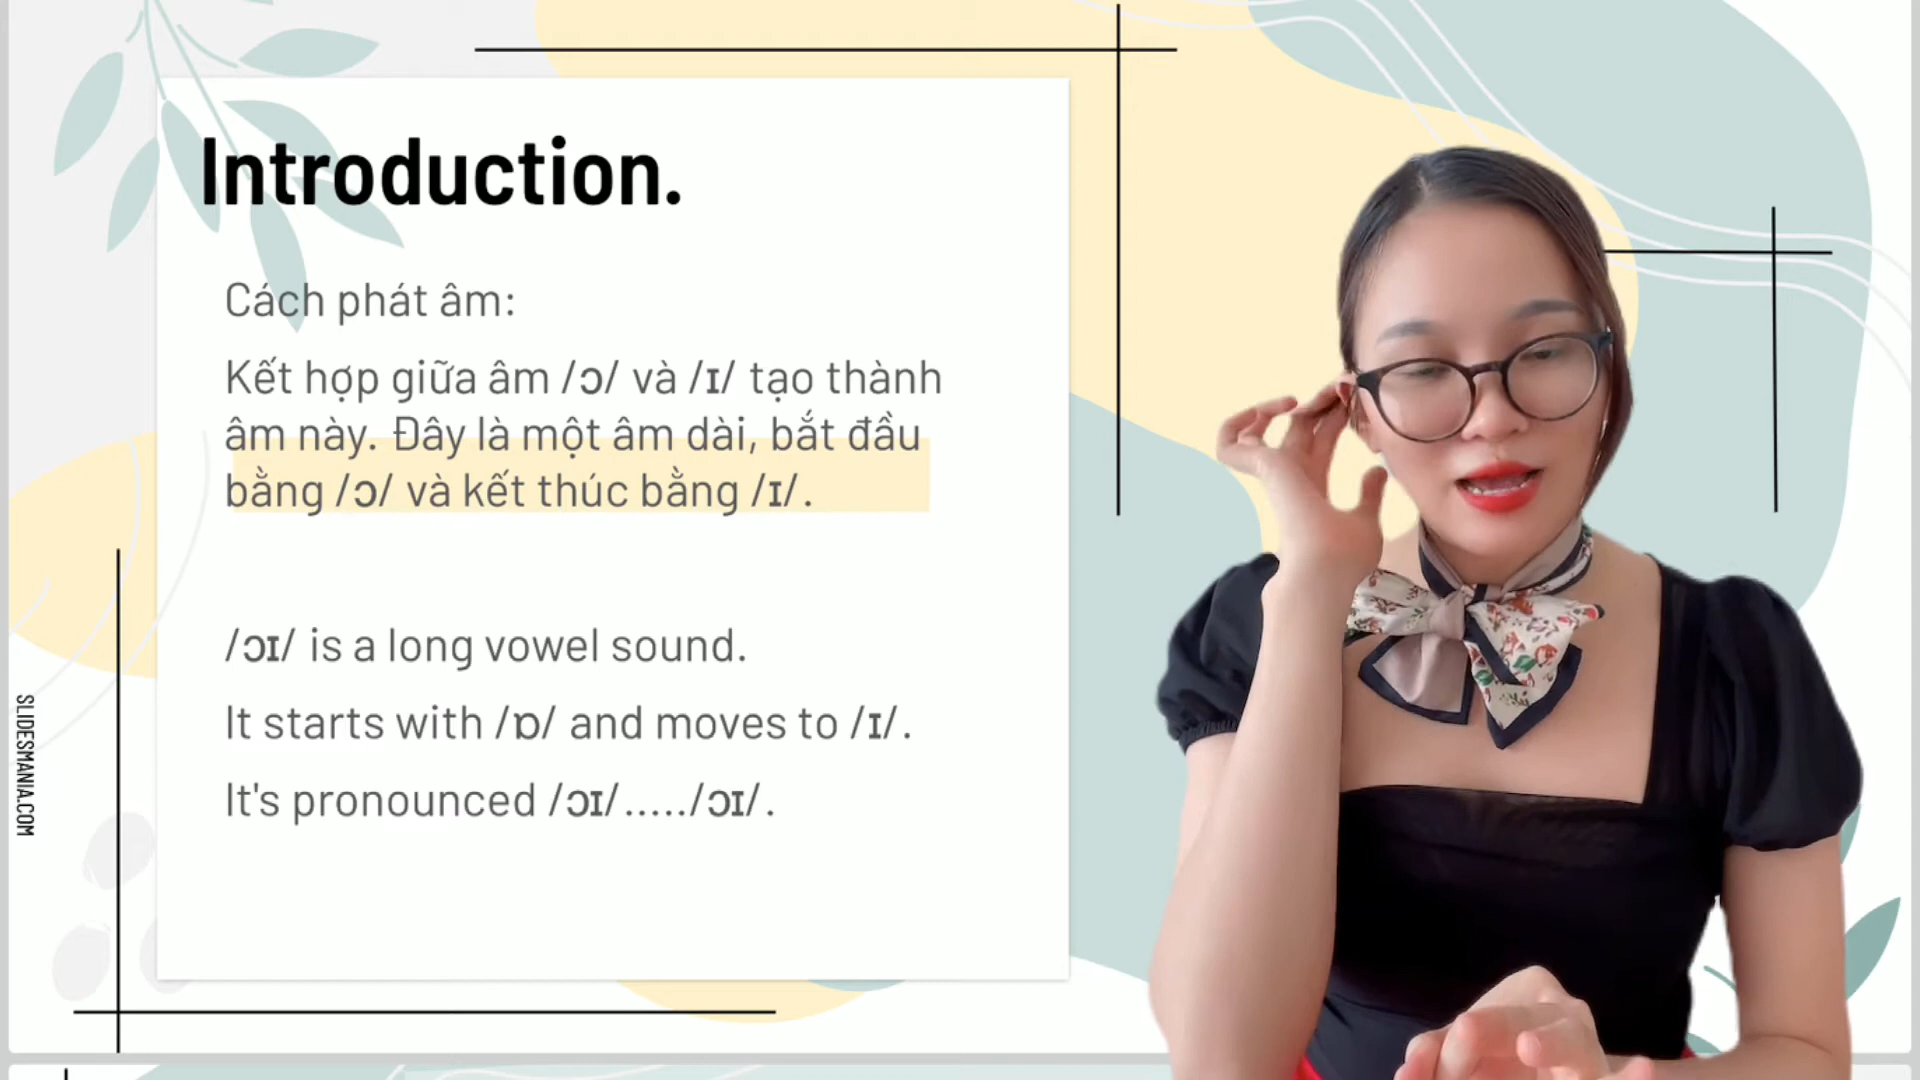 Introduction.
Cách phát âm:
Kết hợp giữa âm /ɔ/ và /ɪ/ tạo thành
âm này. Đây là một âm dài, bắt đầu
bằng /ɔ/ và kết thúc bằng /ɪ/.
/ɔɪ/ is a long vowel sound.
It starts with /ɒ/ and moves to /ɪ/.
It's pronounced /ɔɪ/...../ɔɪ/.
SLIDESMANIA.COM